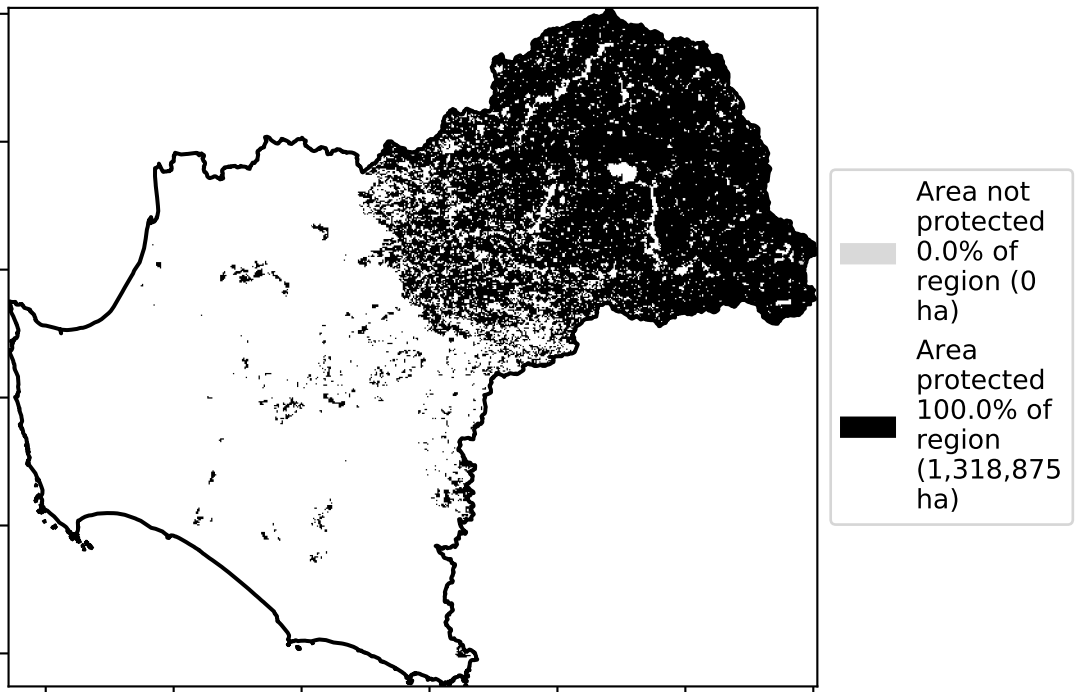 Area not
protected
0.0% of
region (0
ha)
Area
protected
100.0% of
region
(1,318,875
ha)